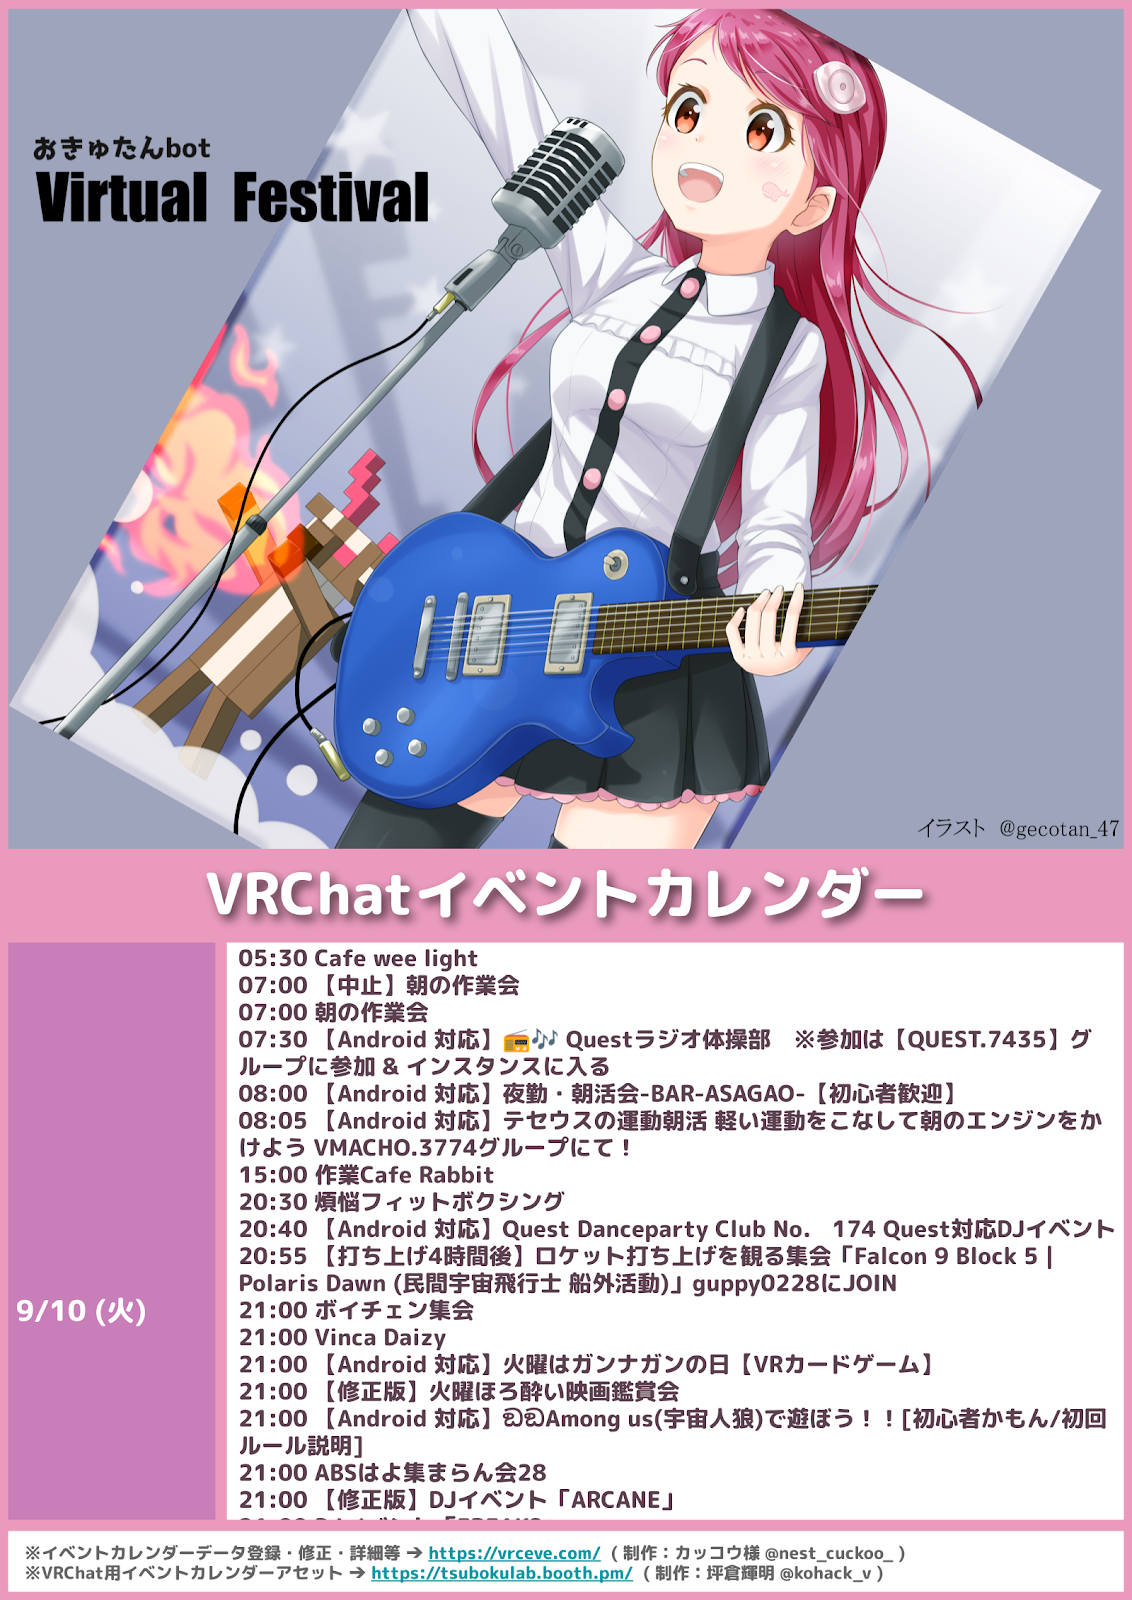 おきゅたんbot
Virtual Festival
イラスト @gecotan_47
VRChatイベントカレンダー
9/10 (火)
05:30 Cafe wee light
07:00 【中止】朝の作業会
07:00 朝の作業会
07:30 【Android 対応】📻🎶 Questラジオ体操部　※参加は【QUEST.7435】グ
ループに参加 & インスタンスに入る
08:00 【Android 対応】夜勤・朝活会-BAR-ASAGAO-【初心者歓迎】
08:05 【Android 対応】テセウスの運動朝活 軽い運動をこなして朝のエンジンをか
けよう VMACHO.3774グループにて！
15:00 作業Cafe Rabbit
20:30 煩悩フィットボクシング
20:40 【Android 対応】Quest Danceparty Club No.　174 Quest対応DJイベント
20:55 【打ち上げ4時間後】ロケット打ち上げを観る集会「Falcon 9 Block 5 |
Polaris Dawn (民間宇宙飛行士 船外活動)」guppy0228にJOIN
21:00 ボイチェン集会
21:00 Vinca Daizy
21:00 【Android 対応】火曜はガンナガンの日【VRカードゲーム】
21:00 【修正版】火曜ほろ酔い映画鑑賞会
21:00 【Android 対応】ඞඞAmong us(宇宙人狼)で遊ぼう！！[初心者かもん/初回
ルール説明]
21:00 ABSはよ集まらん会28
21:00 【修正版】DJイベント「ARCANE」
※イベントカレンダーデータ登録・修正・詳細等 → https://vrceve.com/ ( 制作：カッコウ様 @nest_cuckoo_ )
※VRChat用イベントカレンダーアセット → https://tsubokulab.booth.pm/ ( 制作：坪倉輝明 @kohack_v )